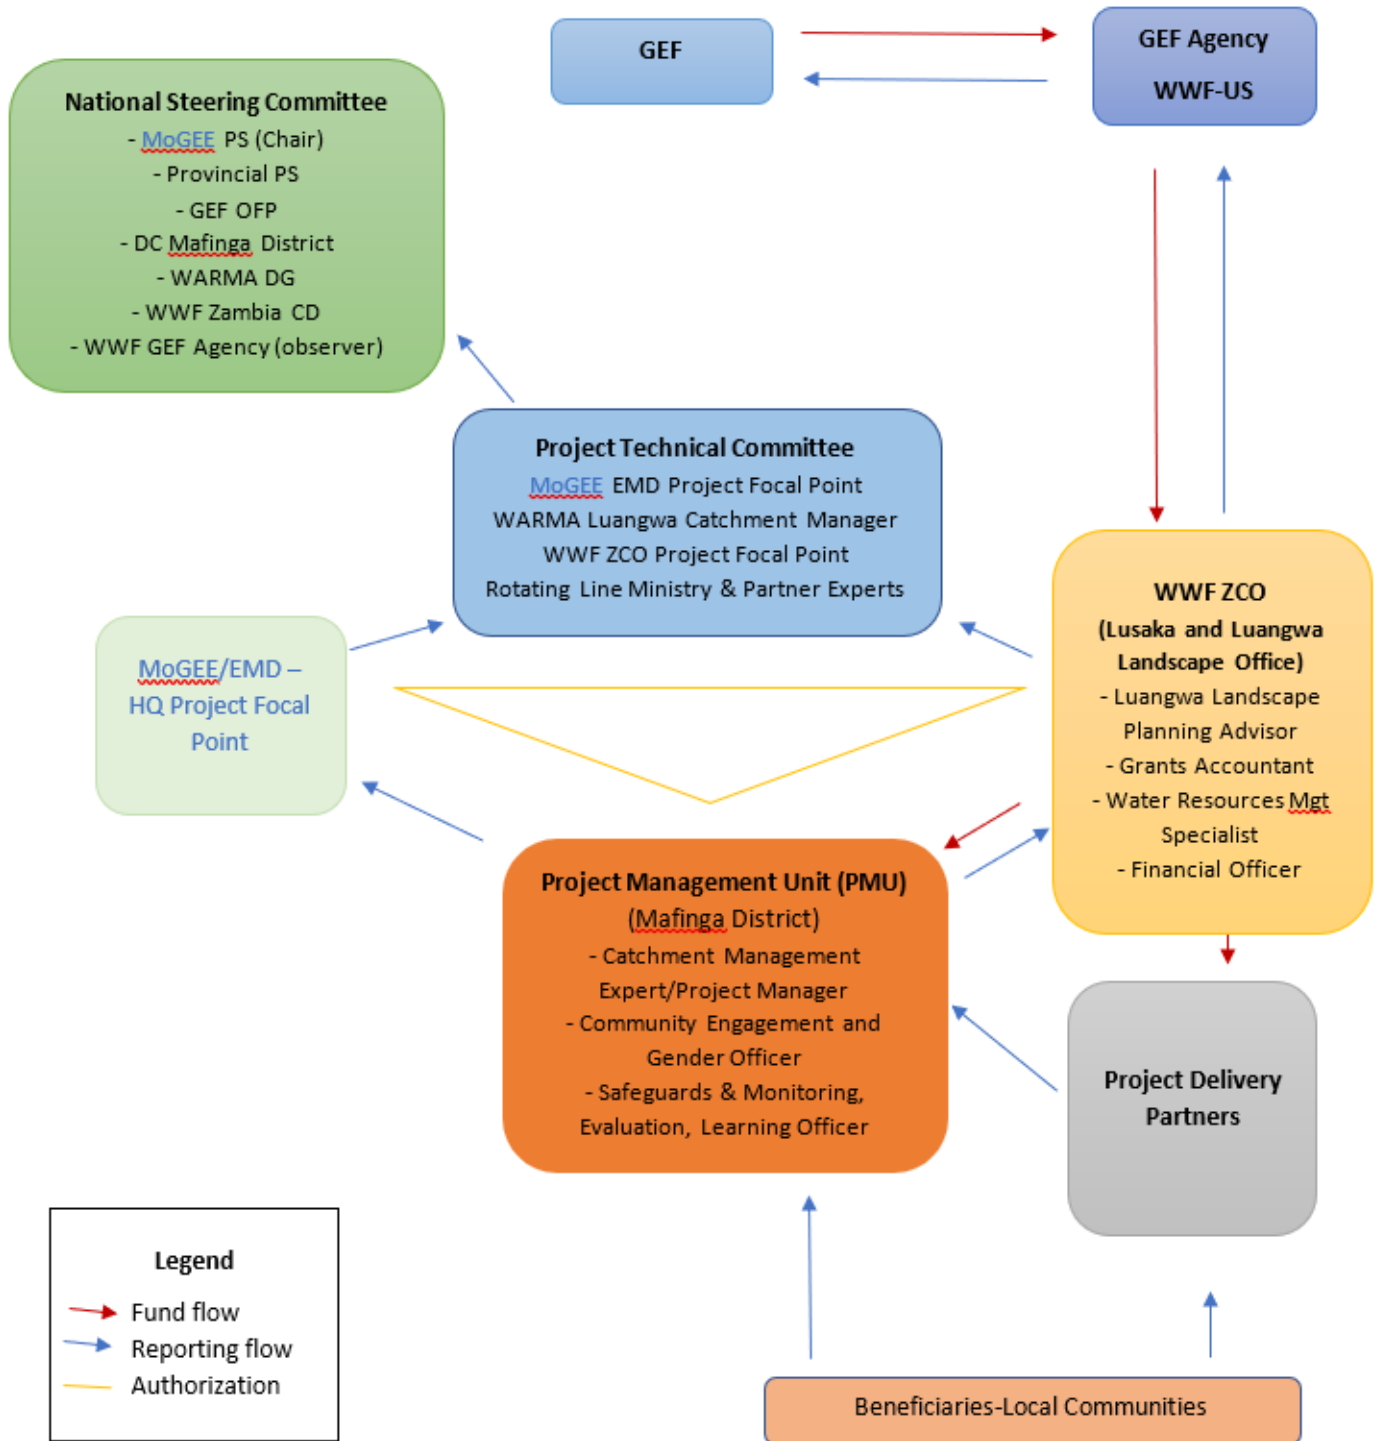 GEF
GEF Agency
WWF-US
National Steering Committee
- MoGEE PS (Chair)
- Provincial PS
- GEF OFP
- DC Mafinga District
- WARMA DG
- WWF Zambia CD
- WWF GEF Agency (observer)
Project Technical Committee
MoGEE EMD Project Focal Point
WARMA Luangwa Catchment Manager
WWF ZCO Project Focal Point
Rotating Line Ministry & Partner Experts
MoGEE/EMD –
HQ Project Focal
Point
WWF ZCO
(Lusaka and Luangwa
Landscape Office)
- Luangwa Landscape
Planning Advisor
- Grants Accountant
- Water Resources Mgt
Specialist
- Financial Officer
Project Management Unit (PMU)
(Mafinga District)
- Catchment Management
Expert/Project Manager
- Community Engagement and
Gender Officer
- Safeguards & Monitoring,
Evaluation, Learning Officer
Project Delivery
Partners
Legend
Fund flow
Reporting flow
Authorization
Beneficiaries-Local Communities